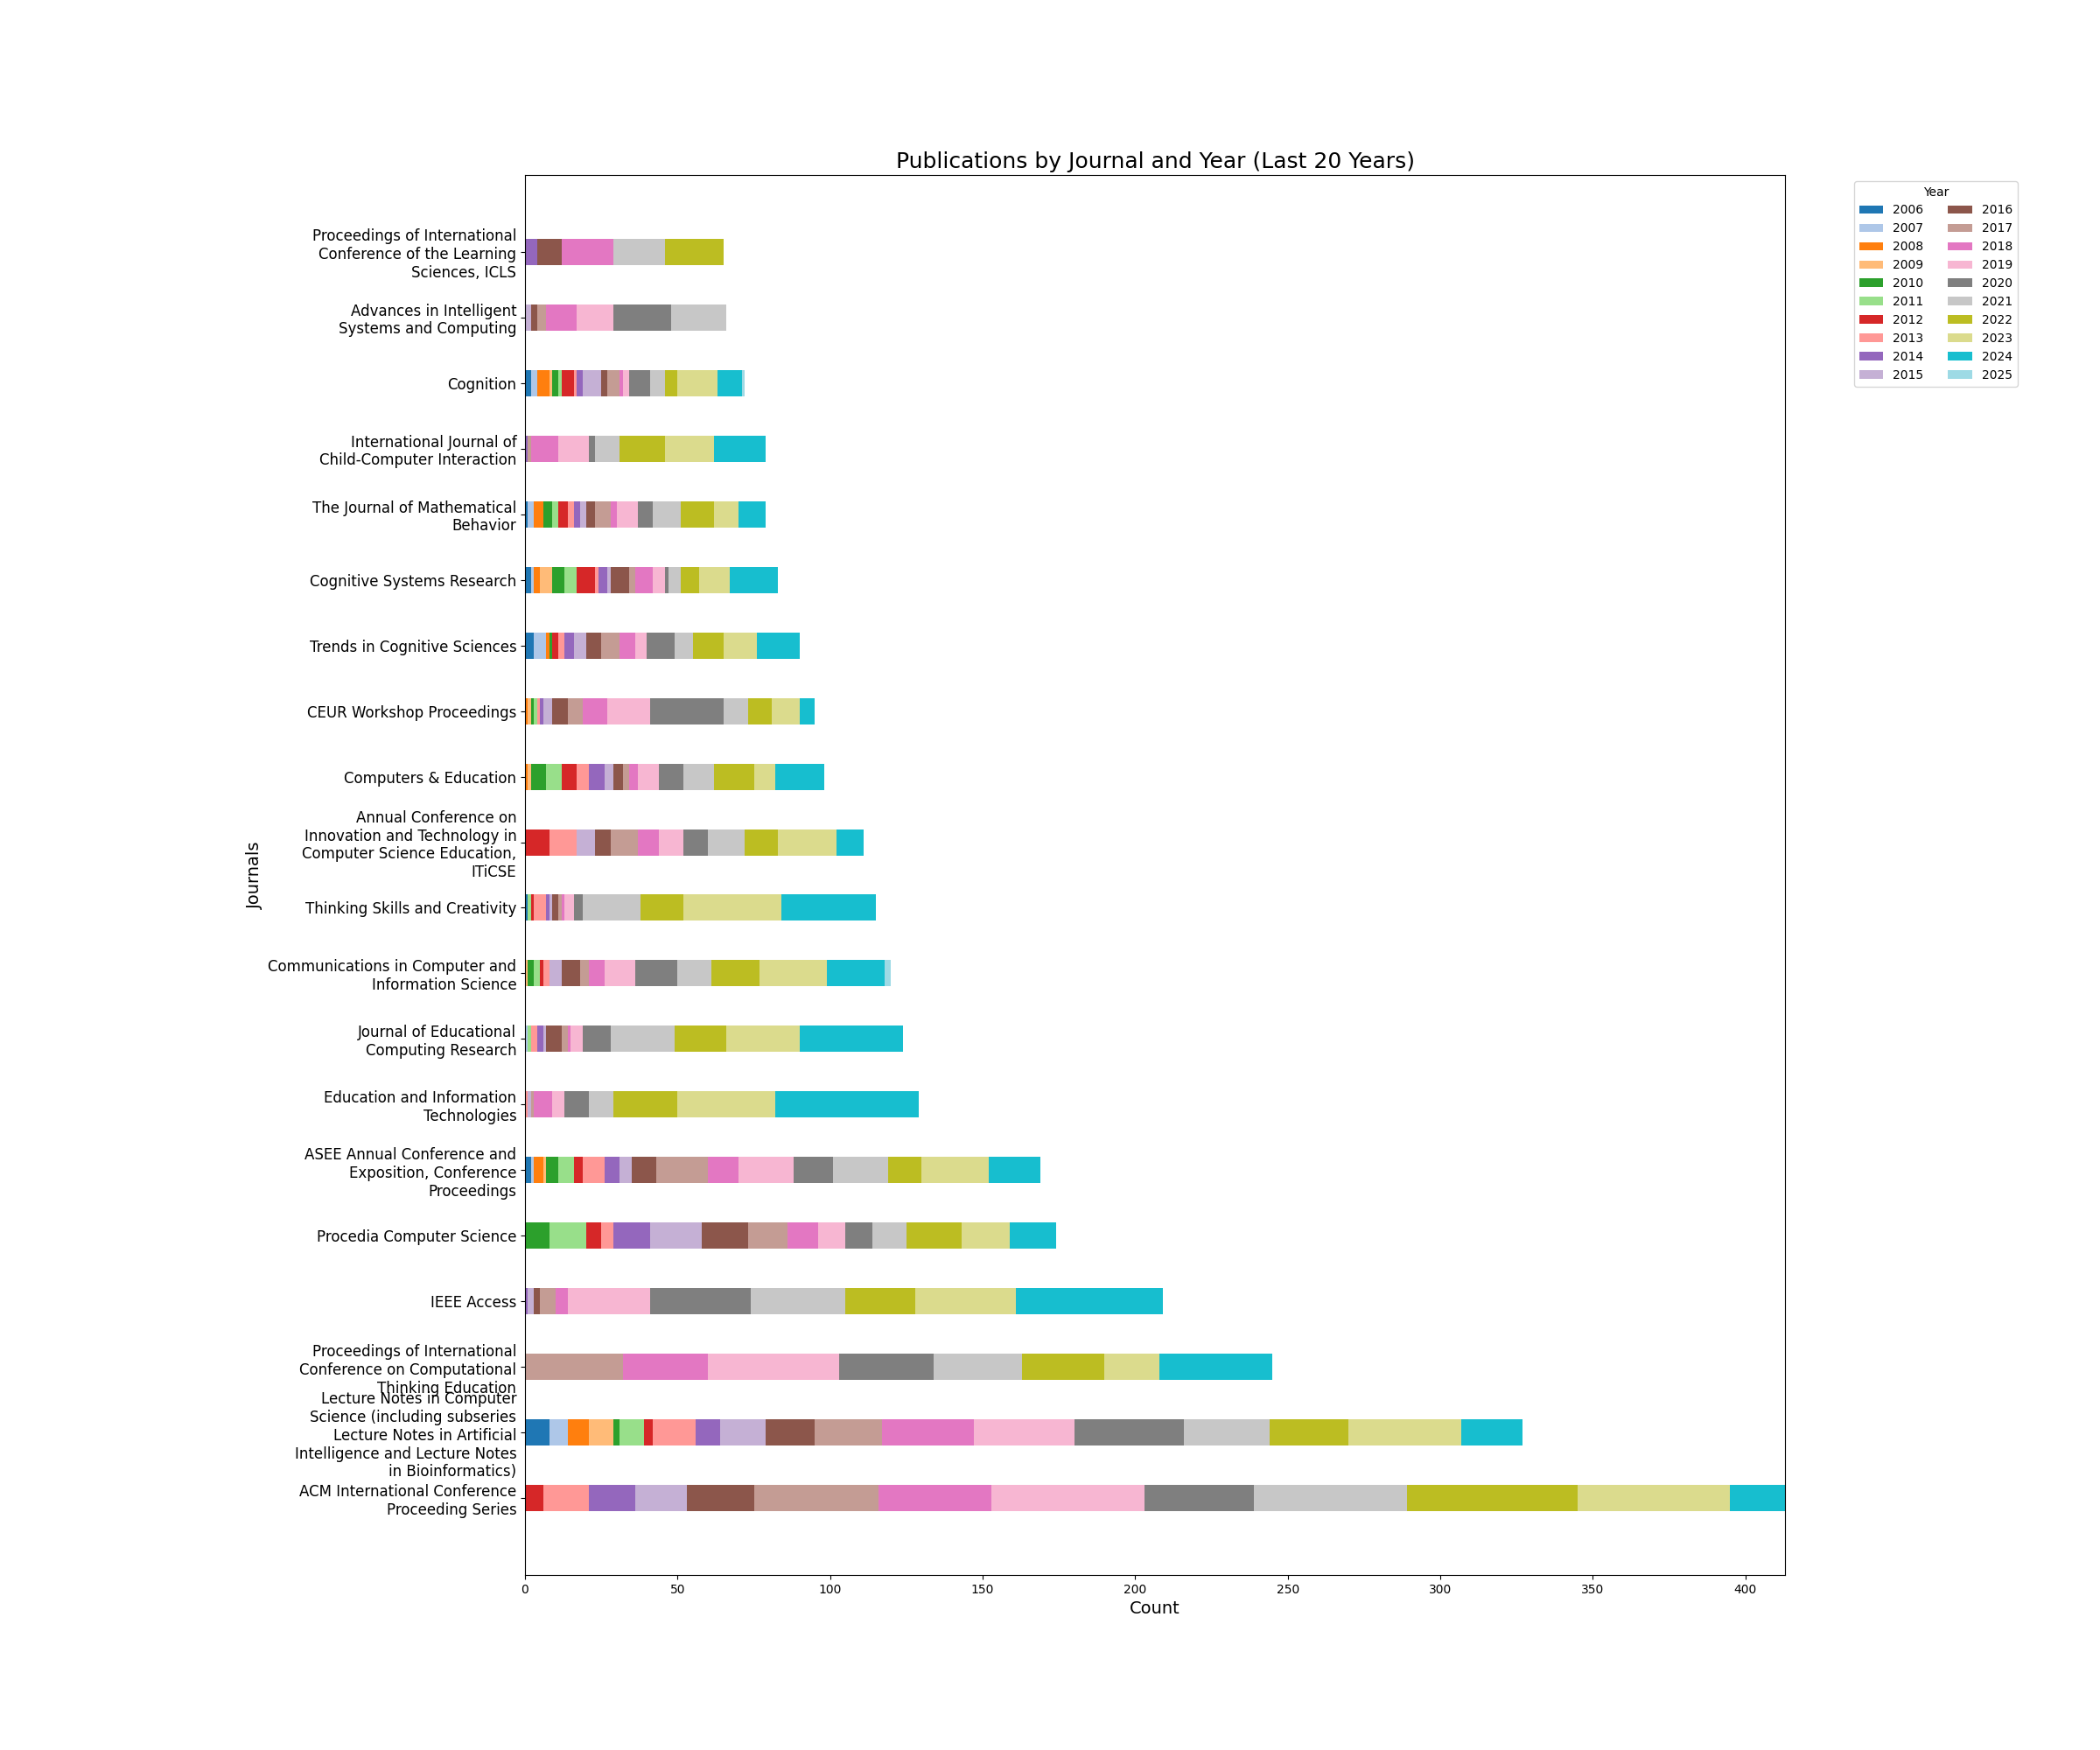 Publications by Journal and Year (Last 20 Years)
Year
2006
2007
2008
2009
2010
2011
2012
2013
2014
2015
2016
2017
2018
2019
2020
2021
2022
2023
2024
2025
Journals
Proceedings of International
Conference of the Learning
Sciences, ICLS
Advances in Intelligent
Systems and Computing
Cognition
International Journal of
Child-Computer Interaction
The Journal of Mathematical
Behavior
Cognitive Systems Research
Trends in Cognitive Sciences
CEUR Workshop Proceedings
Computers & Education
Annual Conference on
Innovation and Technology in
Computer Science Education,
ITiCSE
Thinking Skills and Creativity
Communications in Computer and
Information Science
Journal of Educational
Computing Research
Education and Information
Technologies
ASEE Annual Conference and
Exposition, Conference
Proceedings
Procedia Computer Science
IEEE Access
Proceedings of International
Conference on Computational
Thinking Education
Lecture Notes in Computer
Science (including subseries
Lecture Notes in Artificial
Intelligence and Lecture Notes
in Bioinformatics)
ACM International Conference
Proceeding Series
0 50 100 150 200 250 300 350 400
Count